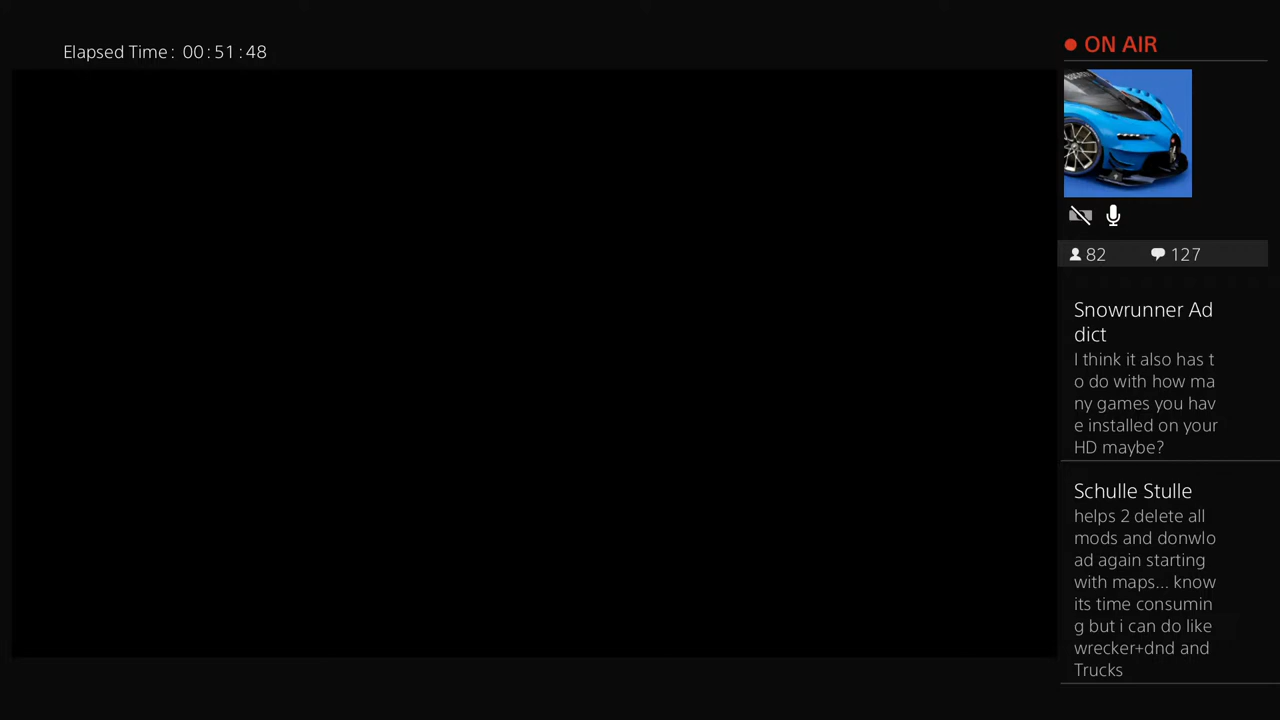 Elapsed Time: 00:51:48
ON AIR
82 127
Snowrunner Ad
dict
I think it also has t
o do with how ma
ny games you hav
e installed on your
HD maybe?
Schulle Stulle
helps 2 delete all
mods and donwlo
ad again starting
with maps... know
its time consumin
g but i can do like
wrecker+dnd and
Trucks